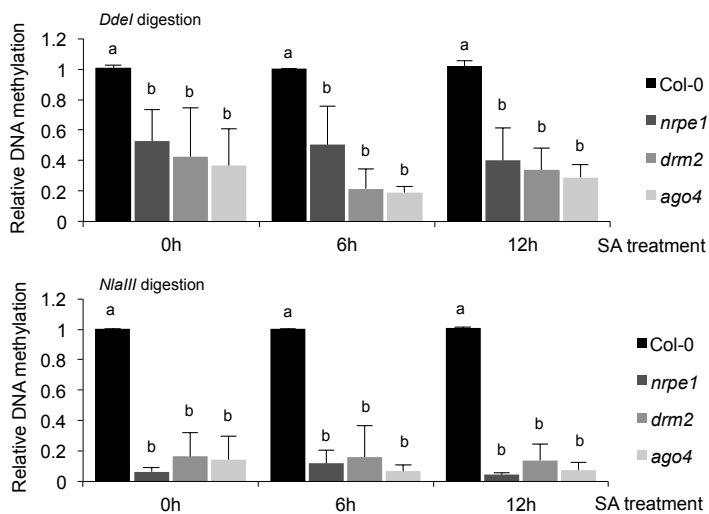 DdeI digestion
Relative DNA methylation
1.2
1
0.8
0.6
0.4
0.2
0
a b b b
a b b b
a b b b
0h 6h 12h SA treatment
Col-0
nrpe1
drm2
ago4
NlaIII digestion
Relative DNA methylation
1.2
1
0.8
0.6
0.4
0.2
0
a b b b
a b b b
a b b b
0h 6h 12h SA treatment
Col-0
nrpe1
drm2
ago4